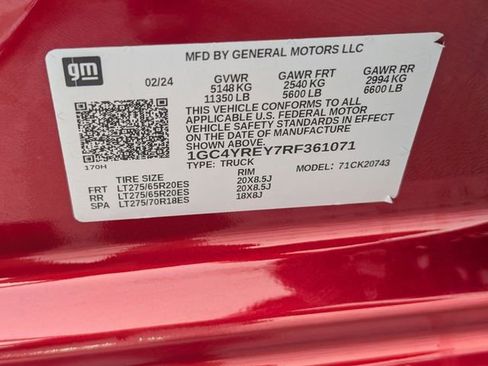 gm
MFD BY GENERAL MOTORS LLC
02/24 GVWR GAWR FRT GAWR RR
5148 KG 2540 KG 2994 KG
11350 LB 5600 LB 6600 LB
THIS VEHICLE CONFORMS TO ALL
APPLICABLE U.S. FEDERAL MOTOR
VEHICLE SAFETY STANDARDS IN EFFECT
ON THE DATE OF MANUFACTURE
SHOWN ABOVE.
1GC4YREY7RF361071
170H TYPE: TRUCK
TIRE SIZE RIM MODEL: 71CK20743
FRT LT275/65R20ES 20X8.5J
RR LT275/65R20ES 20X8.5J
SPA LT275/70R18ES 18X8J